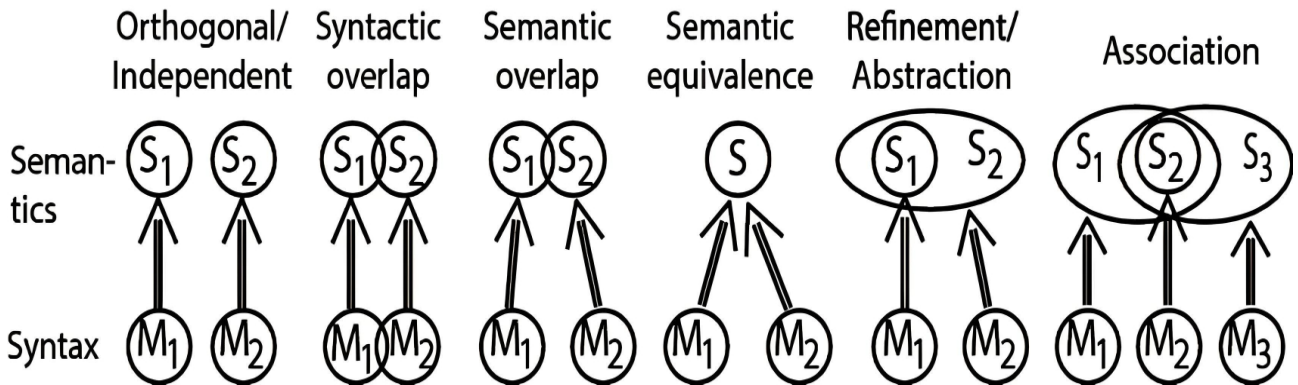 Orthogonal/
Independent
Syntactic
overlap
Semantic
overlap
Semantic
equivalence
Refinement/
Abstraction
Association
Seman-
tics
S1 S2 S1 S2 S1 S2 S S1 S2 S1 S2 S3
Syntax M1 M2 M1 M2 M1 M2 M1 M2 M1 M2 M1 M2 M3